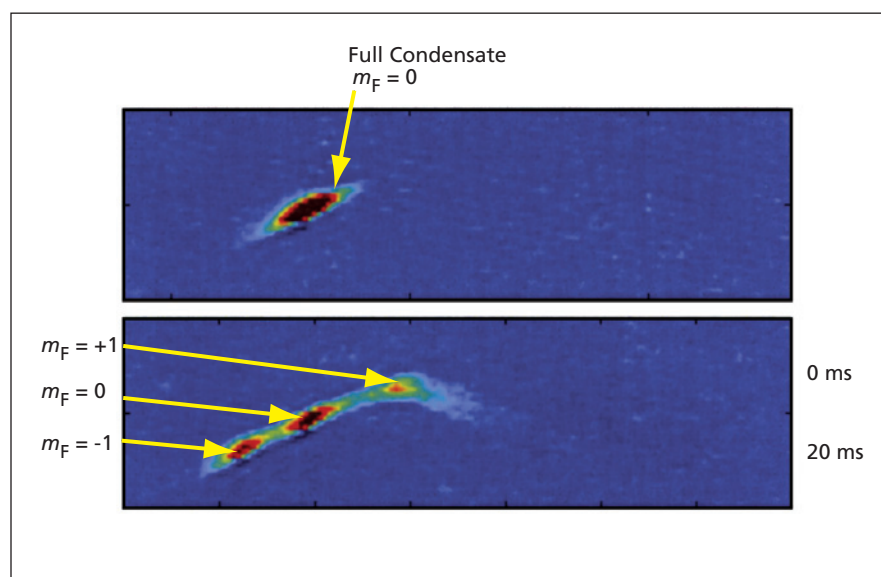 Full Condensate
mF = 0
mF = +1
mF = 0
mF = -1
0 ms
20 ms